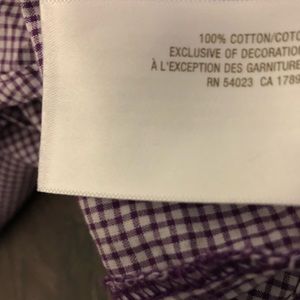 100% COTTON/COTO
EXCLUSIVE OF DECORATION
À L'EXCEPTION DES GARNITURE
RN 54023 CA 1789